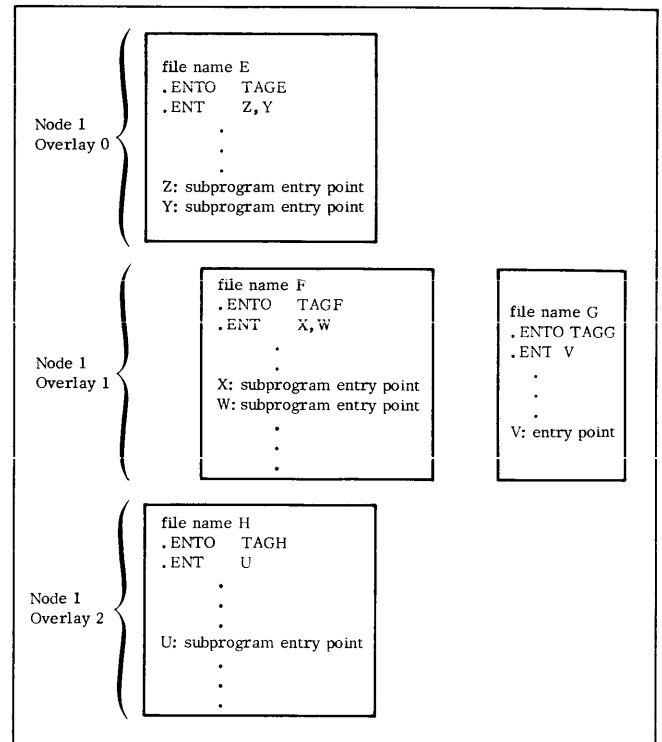 Node 1
Overlay 0
file name E
.ENTO TAGE
.ENT Z,Y
.
.
.
Z: subprogram entry point
Y: subprogram entry point
Node 1
Overlay 1
file name F
.ENTO TAGF
.ENT X,W
.
.
X: subprogram entry point
W: subprogram entry point
.
.
.
file name G
.ENTO TAGG
.ENT V
.
.
.
V: entry point
Node 1
Overlay 2
file name H
.ENTO TAGH
.ENT U
.
.
.
U: subprogram entry point
.
.
.